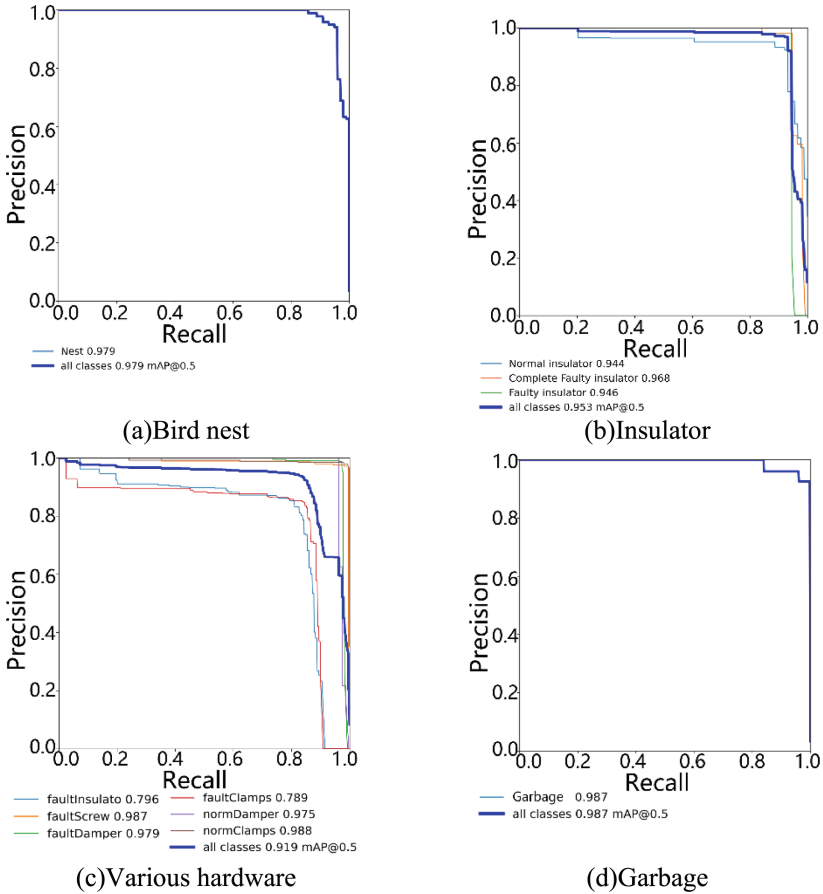 Precision
1.0
0.8
0.6
0.4
0.2
0.0
0.0 0.2 0.4 0.6 0.8 1.0
Recall
Nest 0.979
all classes 0.979 mAP@0.5
(a)Bird nest
Precision
1.0
0.8
0.6
0.4
0.2
0.0
0.0 0.2 0.4 0.6 0.8 1.0
Recall
Normal insulator 0.944
Complete Faulty insulator 0.968
Faulty insulator 0.946
all classes 0.953 mAP@0.5
(b)Insulator
Precision
1.0
0.8
0.6
0.4
0.2
0.0
0.0 0.2 0.4 0.6 0.8 1.0
Recall
faultInsulato 0.796
faultScrew 0.987
faultDamper 0.979
faultClamps 0.789
normDamper 0.975
normClamps 0.988
all classes 0.919 mAP@0.5
(c)Various hardware
Precision
1.0
0.8
0.6
0.4
0.2
0.0
0.0 0.2 0.4 0.6 0.8 1.0
Recall
Garbage 0.987
all classes 0.987 mAP@0.5
(d)Garbage